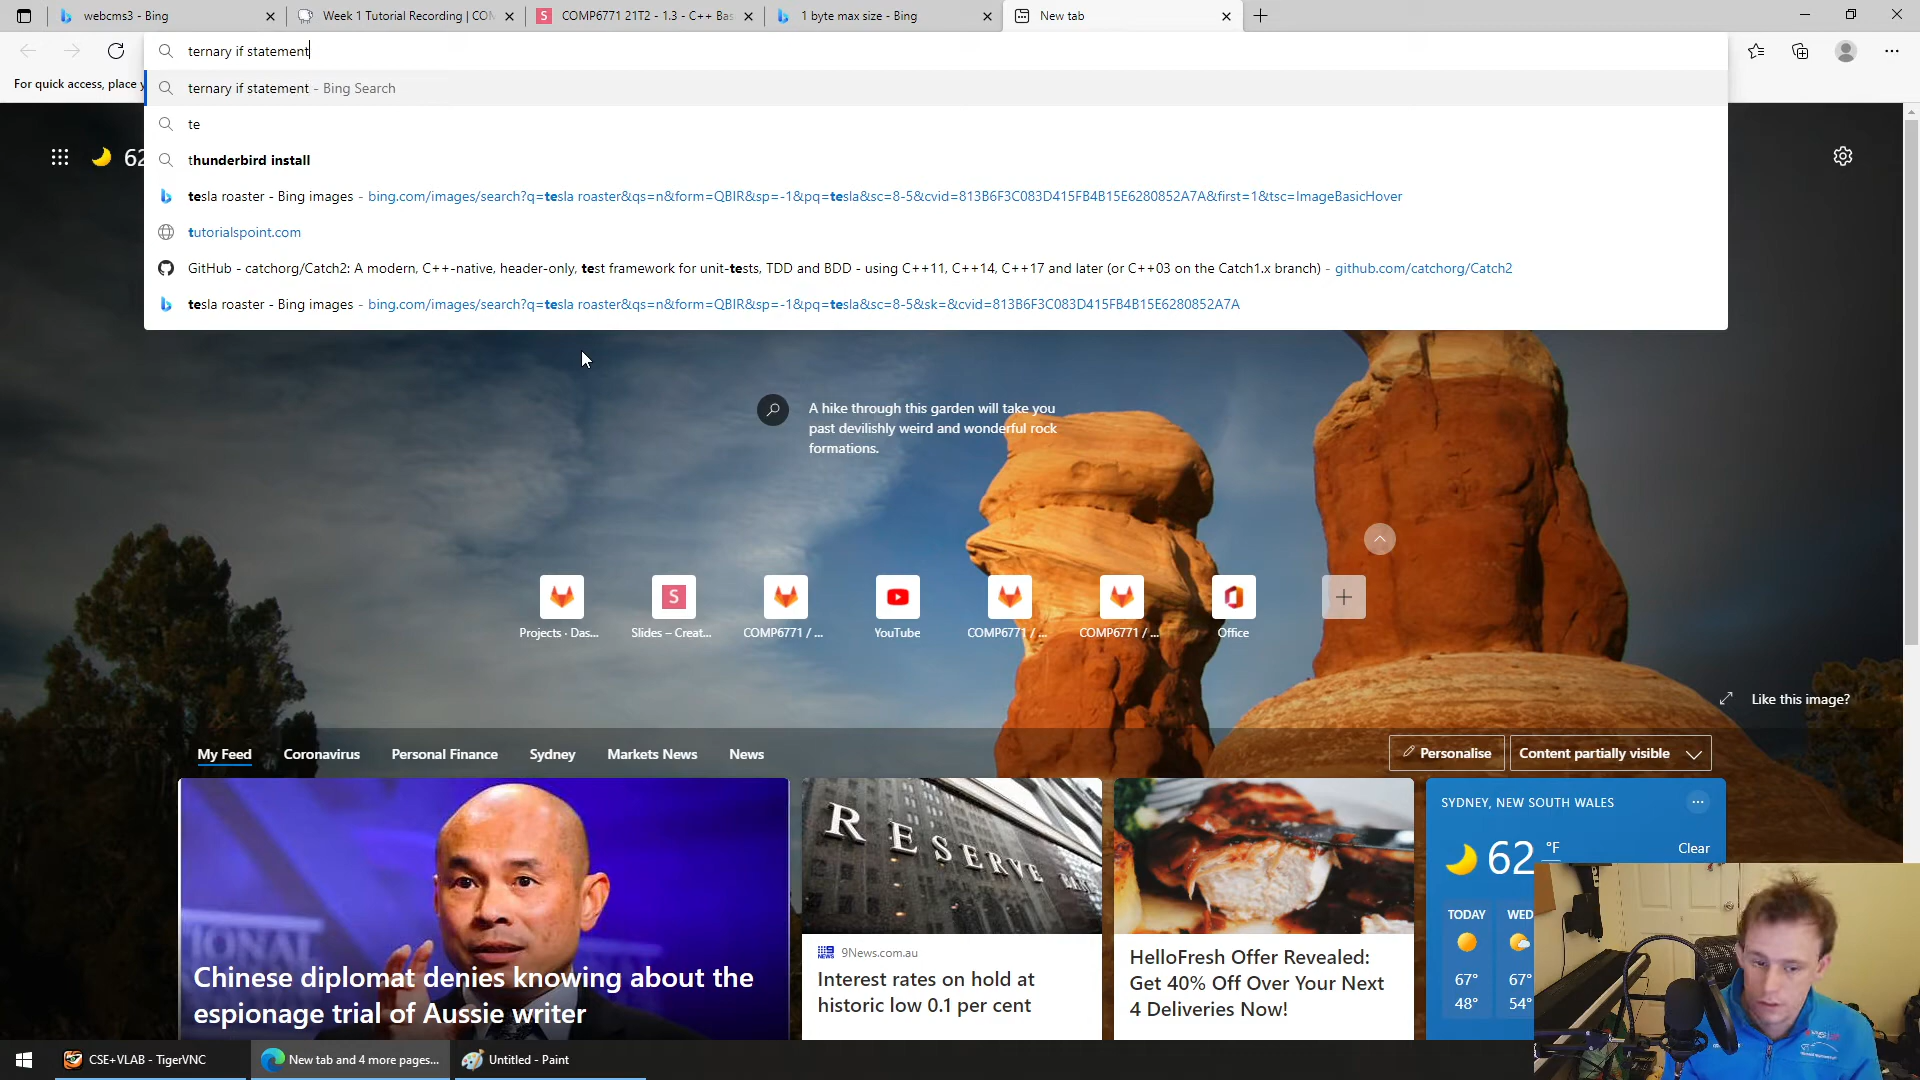 webcms3 - Bing
Week 1 Tutorial Recording | CO
COMP6771 21T2 - 1.3 - C++ Bas
1 byte max size - Bing
New tab
ternary if statement
For quick access, place
ternary if statement - Bing Search
te
thunderbird install
tesla roaster - Bing images - bing.com/images/search?q=tesla roaster&qs=n&form=QBIR&sp=-1&pq=tesla&sc=8-5&cvid=813B6F3C083D415FB4B15E6280852A7A&first=1&tsc=ImageBasicHover
tutorialspoint.com
GitHub - catchorg/Catch2: A modern, C++-native, header-only, test framework for unit-tests, TDD and BDD - using C++11, C++14, C++17 and later (or C++03 on the Catch1.x branch) - github.com/catchorg/Catch2
tesla roaster - Bing images - bing.com/images/search?q=tesla roaster&qs=n&form=QBIR&sp=-1&pq=tesla&sc=8-5&sk=&cvid=813B6F3C083D415FB4B15E6280852A7A
62
A hike through this garden will take you
past devilishly weird and wonderful rock
formations.
Projects · Das...
Slides – Creat...
COMP6771 / ...
YouTube
COMP6771 / ...
COMP6771 / ...
Office
Like this image?
My Feed
Coronavirus
Personal Finance
Sydney
Markets News
News
Personalise
Content partially visible
Chinese diplomat denies knowing about the
espionage trial of Aussie writer
RESERVE
9News.com.au
Interest rates on hold at
historic low 0.1 per cent
HelloFresh Offer Revealed:
Get 40% Off Over Your Next
4 Deliveries Now!
SYDNEY, NEW SOUTH WALES
62 °F
Clear
TODAY
WED
67°
67°
48°
54°
CSE+VLAB - TigerVNC
New tab and 4 more pages...
Untitled - Paint